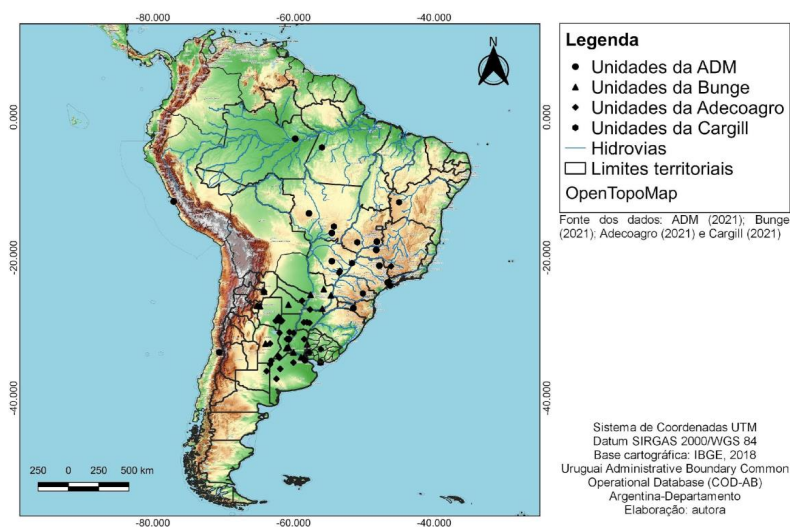 -80.000 -60.000 -40.000
N
0.000
-20.000
-40.000
0.000
-20.000
-40.000
250 0 250 500 km
-80.000 -60.000 -40.000
Legenda
Unidades da ADM
Unidades da Bunge
Unidades da Adecoagro
Unidades da Cargill
Hidrovias
Limites territoriais
OpenTopoMap
Fonte dos dados: ADM (2021); Bunge
(2021); Adecoagro (2021) e Cargill (2021)
Sistema de Coordenadas UTM
Datum SIRGAS 2000/WGS 84
Base cartográfica: IBGE, 2018
Uruguai Administrative Boundary Common
Operational Database (COD-AB)
Argentina-Departamento
Elaboração: autora